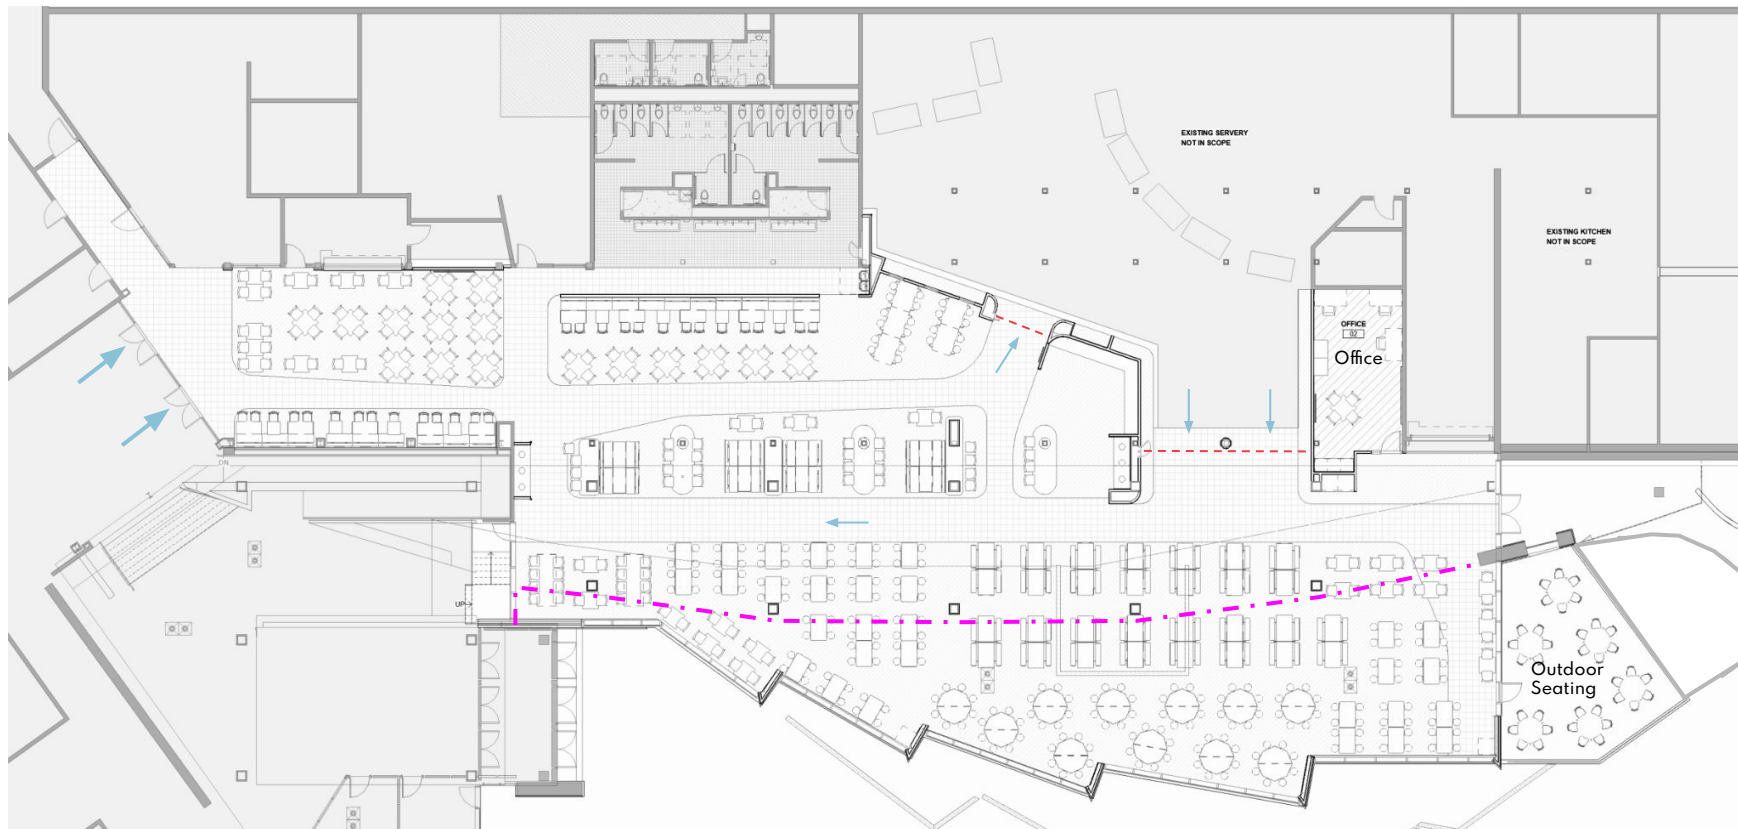 EXISTING SERVERY
NOT IN SCOPE
EXISTING KITCHEN
NOT IN SCOPE
OFFICE
02
Office
DN
UP
Outdoor
Seating